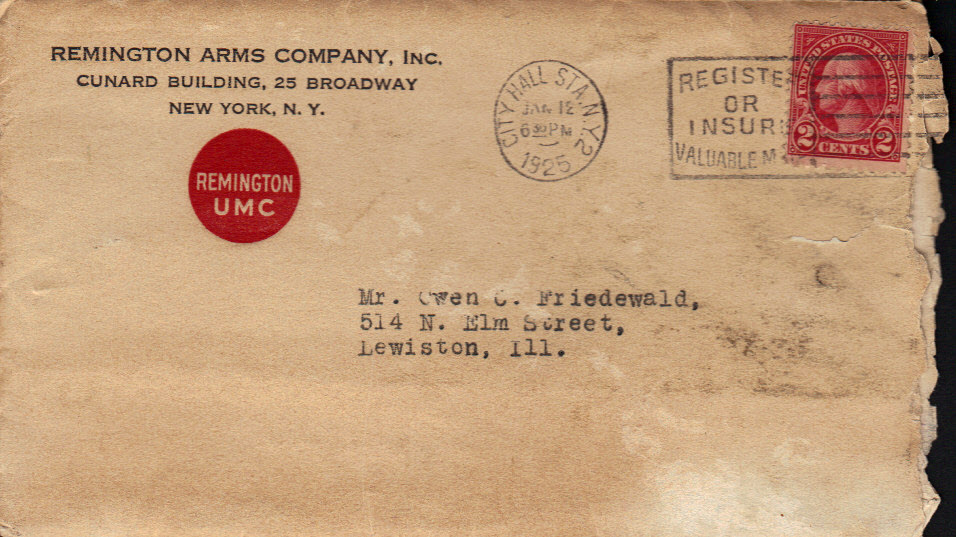 REMINGTON ARMS COMPANY, INC.
CUNARD BUILDING, 25 BROADWAY
NEW YORK, N. Y.
REMINGTON
UMC
CITY HALL STA. N.Y. 2
JAN 12
6 30 PM
1925
REGISTE
OR
INSUR
VALUABLE M
UNITED STATES POSTAGE
2 CENTS 2
Mr. Owen C. Friedewald,
514 N. Elm Street,
Lewiston, Ill.